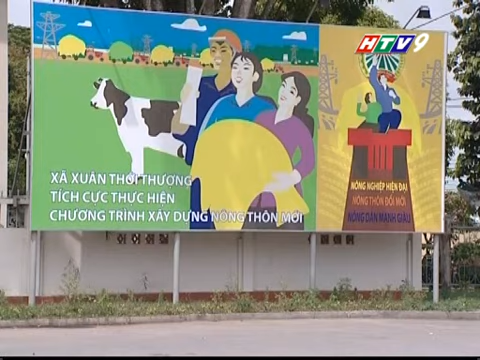 HTV9
XÃ XUÂN THỚI THƯỢNG
TÍCH CỰC THỰC HIỆN
CHƯƠNG TRÌNH XÂY DỰNG NÔNG THÔN MỚI
NÔNG NGHIỆP HIỆN ĐẠI
NÔNG THÔN ĐỔI MỚI
NÔNG DÂN MẠNH GIÀU